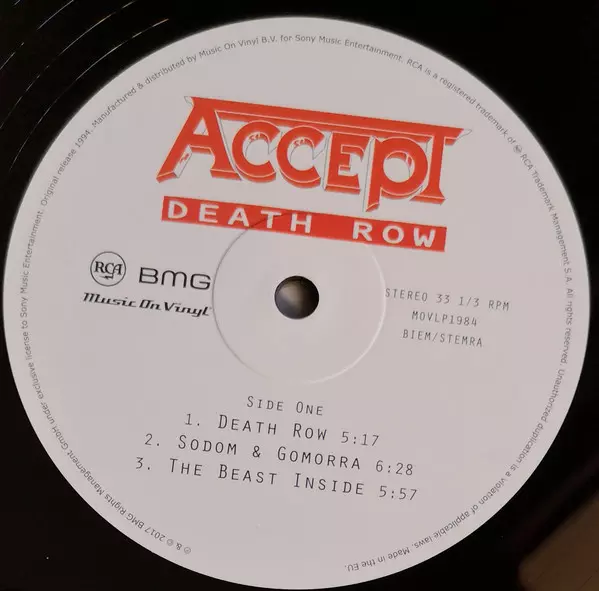 ACCEPT
DEATH ROW
RCA
BMG
Music On Vinyl
STEREO 33 1/3 RPM
MOVLP1984
BIEM/STEMRA
SIDE ONE
1. DEATH ROW 5:17
2. SODOM & GOMORRA 6:28
3. THE BEAST INSIDE 5:57
℗ & © 2017 BMG Rights Management GmbH under exclusive license to Sony Music Entertainment. Original release 1994. Manufactured & distributed by Music On Vinyl B.V. for Sony Music Entertainment. RCA is a registered trademark of ® RCA Trademark Management S.A. All rights reserved. Unauthorized duplication is a violation of applicable laws. Made in the EU.